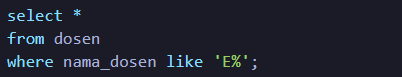 select *
from dosen
where nama_dosen like 'E%';